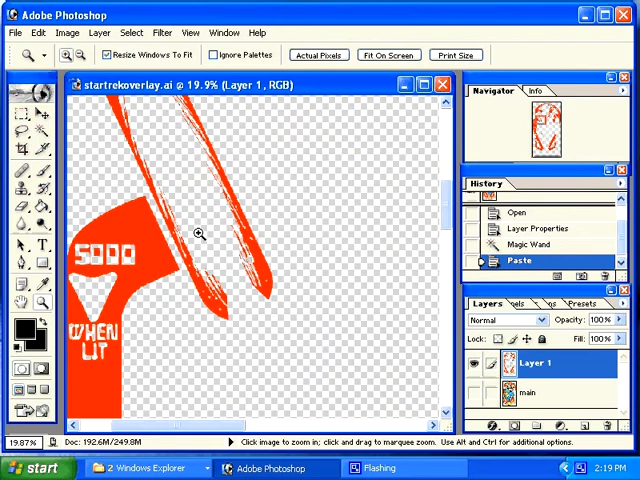 Adobe Photoshop
File Edit Image Layer Select Filter View Window Help
Resize Windows To Fit Ignore Palettes Actual Pixels Fit On Screen Print Size
startrekoverlay.ai @ 19.9% (Layer 1, RGB)
5000
WHEN
LIT
Navigator Info
History
Open
Layer Properties
Magic Wand
Paste
Layers Presets
Normal Opacity: 100%
Lock: Fill: 100%
Layer 1
main
19.87% Doc: 192.6M/249.8M Click image to zoom in; click and drag to marquee zoom. Use Alt and Ctrl for additional options.
start 2 Windows Explorer Adobe Photoshop Flashing 2:19 PM